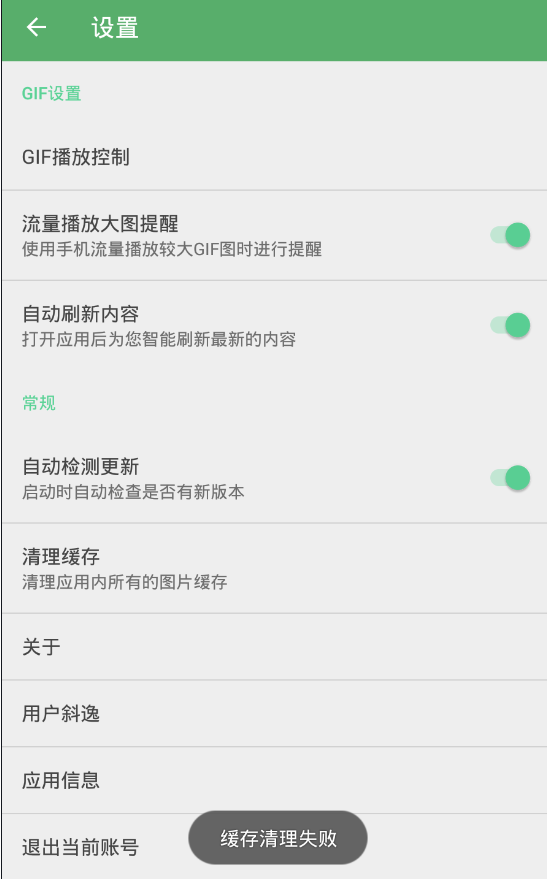 设置
GIF设置
GIF播放控制
流量播放大图提醒
使用手机流量播放较大GIF图时进行提醒
自动刷新内容
打开应用后为您智能刷新最新的内容
常规
自动检测更新
启动时自动检查是否有新版本
清理缓存
清理应用内所有的图片缓存
关于
用户斜逸
应用信息
退出当前账号
缓存清理失败